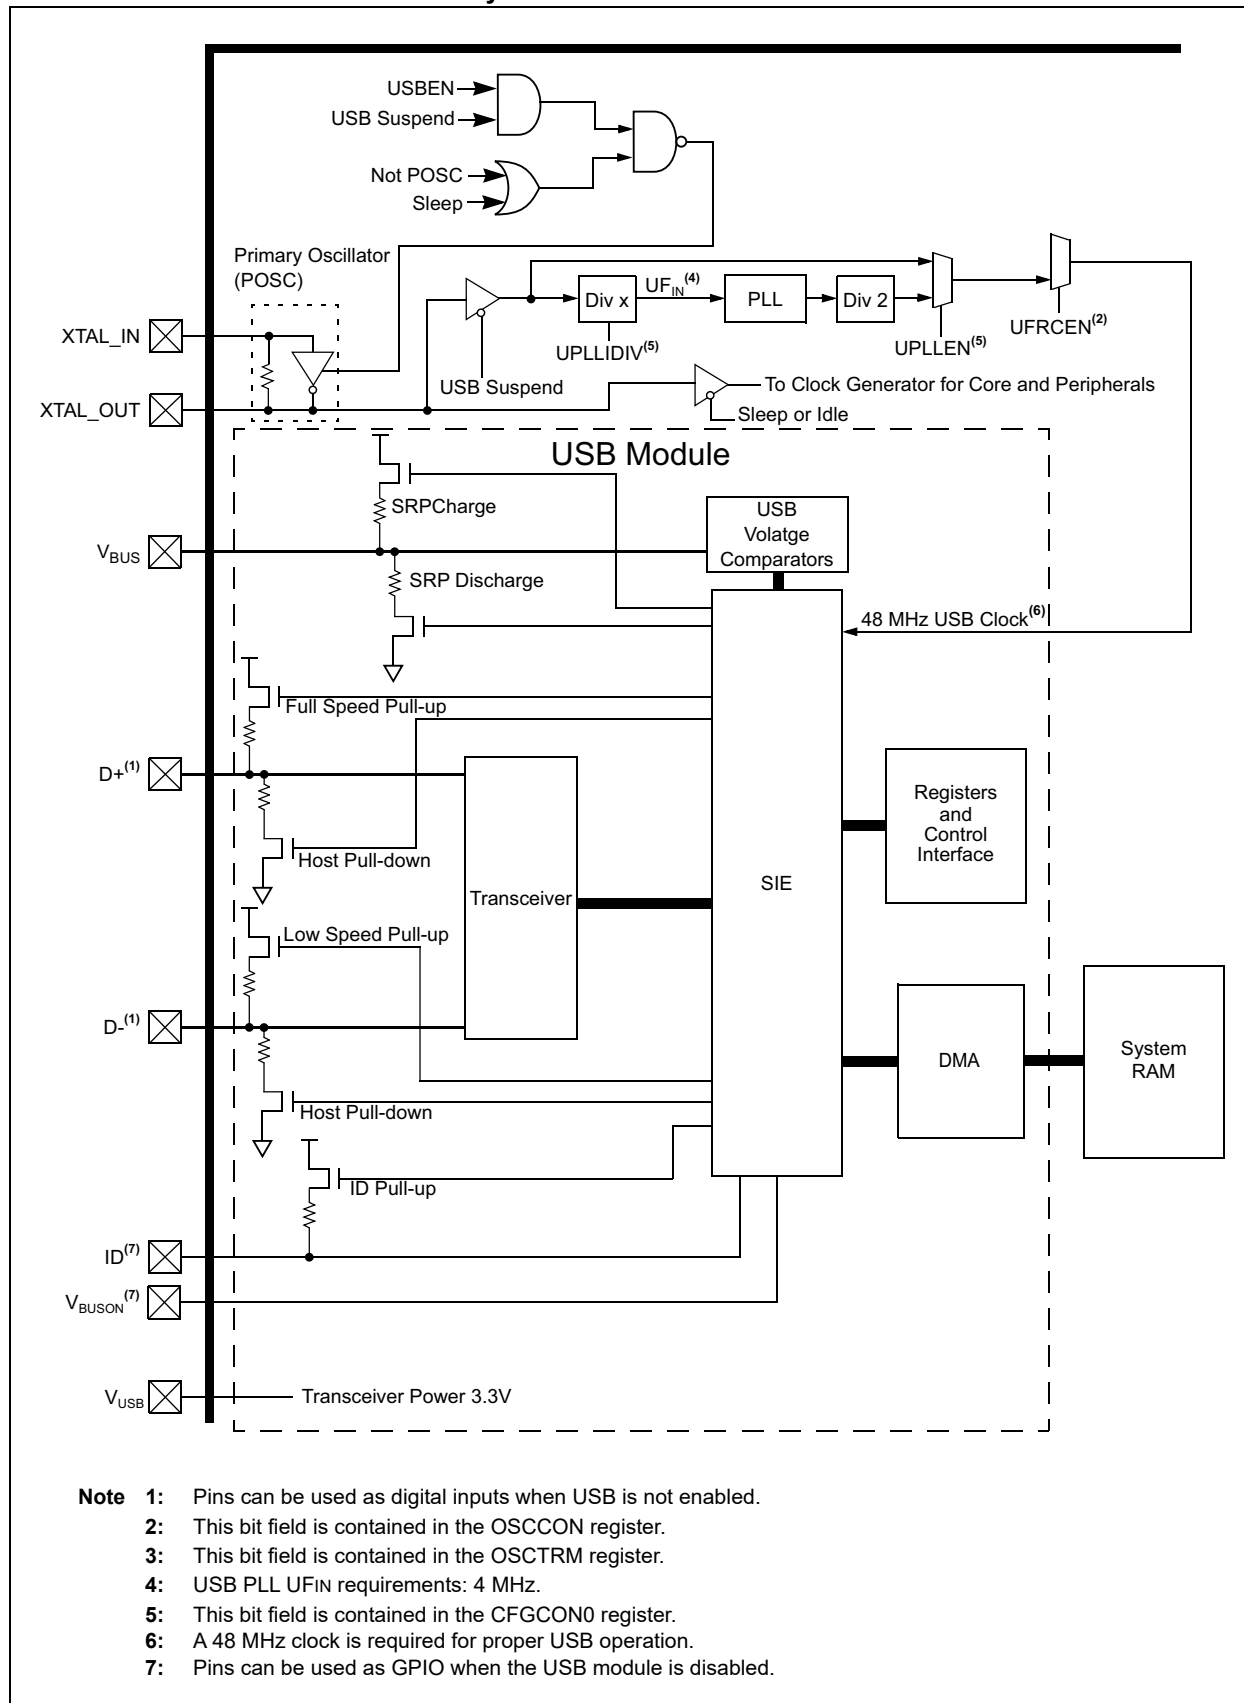 USBEN
USB Suspend
Not POSC
Sleep
Primary Oscillator
(POSC)
UFIN(4)
Div x
PLL
Div 2
UPLLIDIV(5)
UPLLEN(5)
UFRCEN(2)
XTAL_IN
USB Suspend
To Clock Generator for Core and Peripherals
XTAL_OUT
Sleep or Idle
USB Module
SRPCharge
USB
Volatge
Comparators
VBUS
SRP Discharge
48 MHz USB Clock(6)
Full Speed Pull-up
D+(1)
Registers
and
Control
Interface
Host Pull-down
SIE
Transceiver
Low Speed Pull-up
D-(1)
System
RAM
DMA
Host Pull-down
ID Pull-up
ID(7)
VBUSON(7)
VUSB
Transceiver Power 3.3V
Note 1: Pins can be used as digital inputs when USB is not enabled.
2: This bit field is contained in the OSCCON register.
3: This bit field is contained in the OSCTRM register.
4: USB PLL UFIN requirements: 4 MHz.
5: This bit field is contained in the CFGCON0 register.
6: A 48 MHz clock is required for proper USB operation.
7: Pins can be used as GPIO when the USB module is disabled.